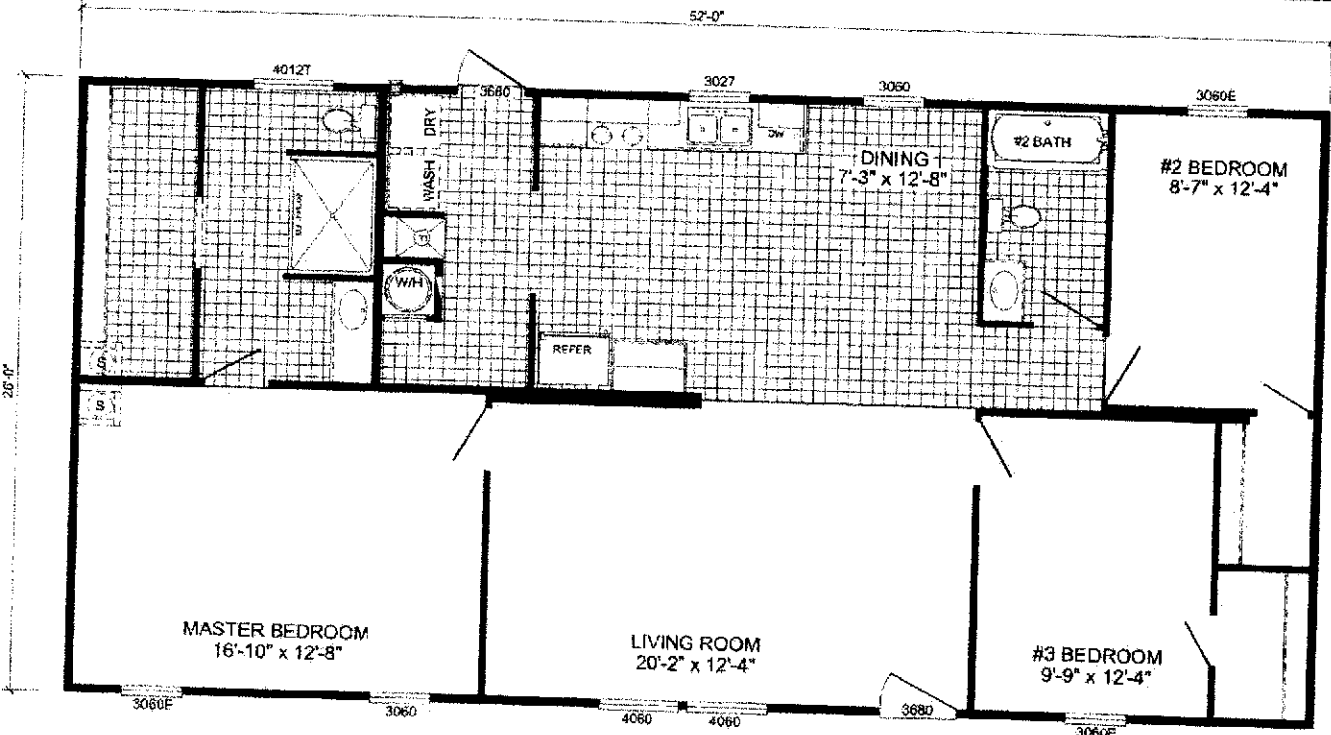 52'-0"
4012T
3680
3027
3060
3060E
DRY
WASH
MC
DINING
7'-3" x 12'-8"
#2 BATH
#2 BEDROOM
8'-7" x 12'-4"
F
W/H
REFER
S
S
26'-0"
MASTER BEDROOM
16'-10" x 12'-8"
LIVING ROOM
20'-2" x 12'-4"
#3 BEDROOM
9'-9" x 12'-4"
3060E
3060
4060
4060
3680
3060E